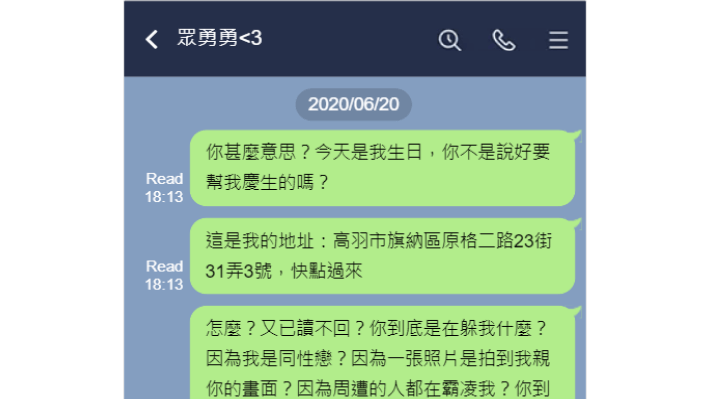 眾勇勇<3
2020/06/20
你甚麼意思？今天是我生日，你不是說好要
幫我慶生的嗎？
Read
18:13
這是我的地址：高羽市旗納區原格二路23街
31弄3號，快點過來
Read
18:13
怎麼？又已讀不回？你到底是在躲我什麼？
因為我是同性戀？因為一張照片是拍到我親
你的畫面？因為周遭的人都在霸凌我？你到